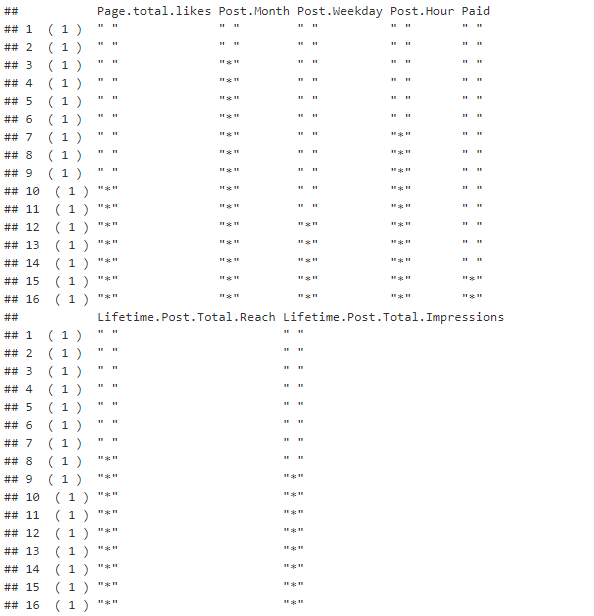 ##            Page.total.likes Post.Month Post.Weekday Post.Hour Paid
## 1  ( 1 )  " "              " "        " "          " "       " "
## 2  ( 1 )  " "              " "        " "          " "       " "
## 3  ( 1 )  " "              "*"        " "          " "       " "
## 4  ( 1 )  " "              "*"        " "          " "       " "
## 5  ( 1 )  " "              "*"        " "          " "       " "
## 6  ( 1 )  " "              "*"        " "          " "       " "
## 7  ( 1 )  " "              "*"        " "          "*"       " "
## 8  ( 1 )  " "              "*"        " "          "*"       " "
## 9  ( 1 )  " "              "*"        " "          "*"       " "
## 10  ( 1 ) "*"              "*"        " "          "*"       " "
## 11  ( 1 ) "*"              "*"        " "          "*"       " "
## 12  ( 1 ) "*"              "*"        "*"          "*"       " "
## 13  ( 1 ) "*"              "*"        "*"          "*"       " "
## 14  ( 1 ) "*"              "*"        "*"          "*"       " "
## 15  ( 1 ) "*"              "*"        "*"          "*"       "*"
## 16  ( 1 ) "*"              "*"        "*"          "*"       "*"
##            Lifetime.Post.Total.Reach Lifetime.Post.Total.Impressions
## 1  ( 1 )  " "                       " "
## 2  ( 1 )  " "                       " "
## 3  ( 1 )  " "                       " "
## 4  ( 1 )  " "                       " "
## 5  ( 1 )  " "                       " "
## 6  ( 1 )  " "                       " "
## 7  ( 1 )  " "                       " "
## 8  ( 1 )  "*"                       " "
## 9  ( 1 )  "*"                       "*"
## 10  ( 1 ) "*"                       "*"
## 11  ( 1 ) "*"                       "*"
## 12  ( 1 ) "*"                       "*"
## 13  ( 1 ) "*"                       "*"
## 14  ( 1 ) "*"                       "*"
## 15  ( 1 ) "*"                       "*"
## 16  ( 1 ) "*"                       "*"